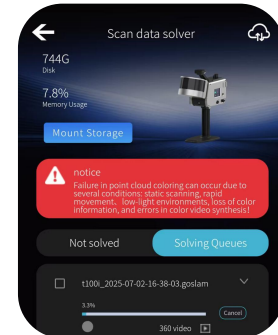 Scan data solver
744G
Disk
7.8%
Memory Usage
Mount Storage
notice
Failure in point cloud coloring can occur due to
several conditions: static scanning, rapid
movement, low-light environments, loss of color
information, and errors in color video synthesis!
Not solved
Solving Queues
t100i_2025-07-02-16-38-03.goslam
3.3%
Cancel
360 video